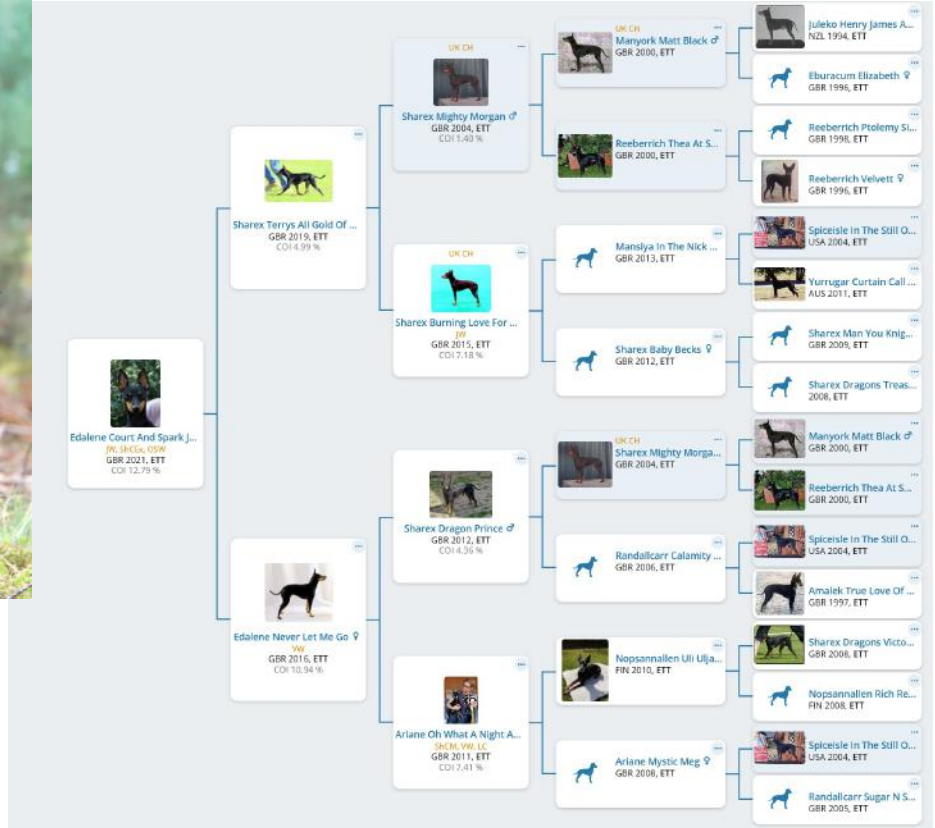 Edalene Court And Spark J...
JW, ShCEx, OSW
GBR 2021, ETT
COI 12.79 %
Sharex Terrys All Gold Of ...
GBR 2019, ETT
COI 4.99 %
Edalene Never Let Me Go ♀
VW
GBR 2016, ETT
COI 10.94 %
UK CH
Sharex Mighty Morgan ♂
GBR 2004, ETT
COI 1.40 %
UK CH
Sharex Burning Love For ...
JW
GBR 2015, ETT
COI 7.18 %
Sharex Dragon Prince ♂
GBR 2012, ETT
COI 4.36 %
Ariane Oh What A Night A...
ShCM, VW, LC
GBR 2011, ETT
COI 7.41 %
UK CH
Manyork Matt Black ♂
GBR 2000, ETT
Reeberrich Thea At S...
GBR 2000, ETT
Mansiya In The Nick ...
GBR 2013, ETT
Sharex Baby Becks ♀
GBR 2012, ETT
UK CH
Sharex Mighty Morga...
GBR 2004, ETT
Randallcarr Calamity ...
GBR 2006, ETT
Nopsannallen Uli Ulja...
FIN 2010, ETT
Ariane Mystic Meg ♀
GBR 2008, ETT
Juleko Henry James A...
NZL 1994, ETT
Eburacum Elizabeth ♀
GBR 1996, ETT
Reeberrich Ptolemy Si...
GBR 1998, ETT
Reeberrich Velvett ♀
GBR 1996, ETT
Spiceisle In The Still O...
USA 2004, ETT
Yurrugar Curtain Call ...
AUS 2011, ETT
Sharex Man You Knig...
GBR 2009, ETT
Sharex Dragons Treas...
2008, ETT
Manyork Matt Black ♂
GBR 2000, ETT
Reeberrich Thea At S...
GBR 2000, ETT
Spiceisle In The Still O...
USA 2004, ETT
Amalek True Love Of ...
GBR 1997, ETT
Sharex Dragons Victo...
GBR 2008, ETT
Nopsannallen Rich Re...
FIN 2008, ETT
Spiceisle In The Still O...
USA 2004, ETT
Randallcarr Sugar N S...
GBR 2005, ETT